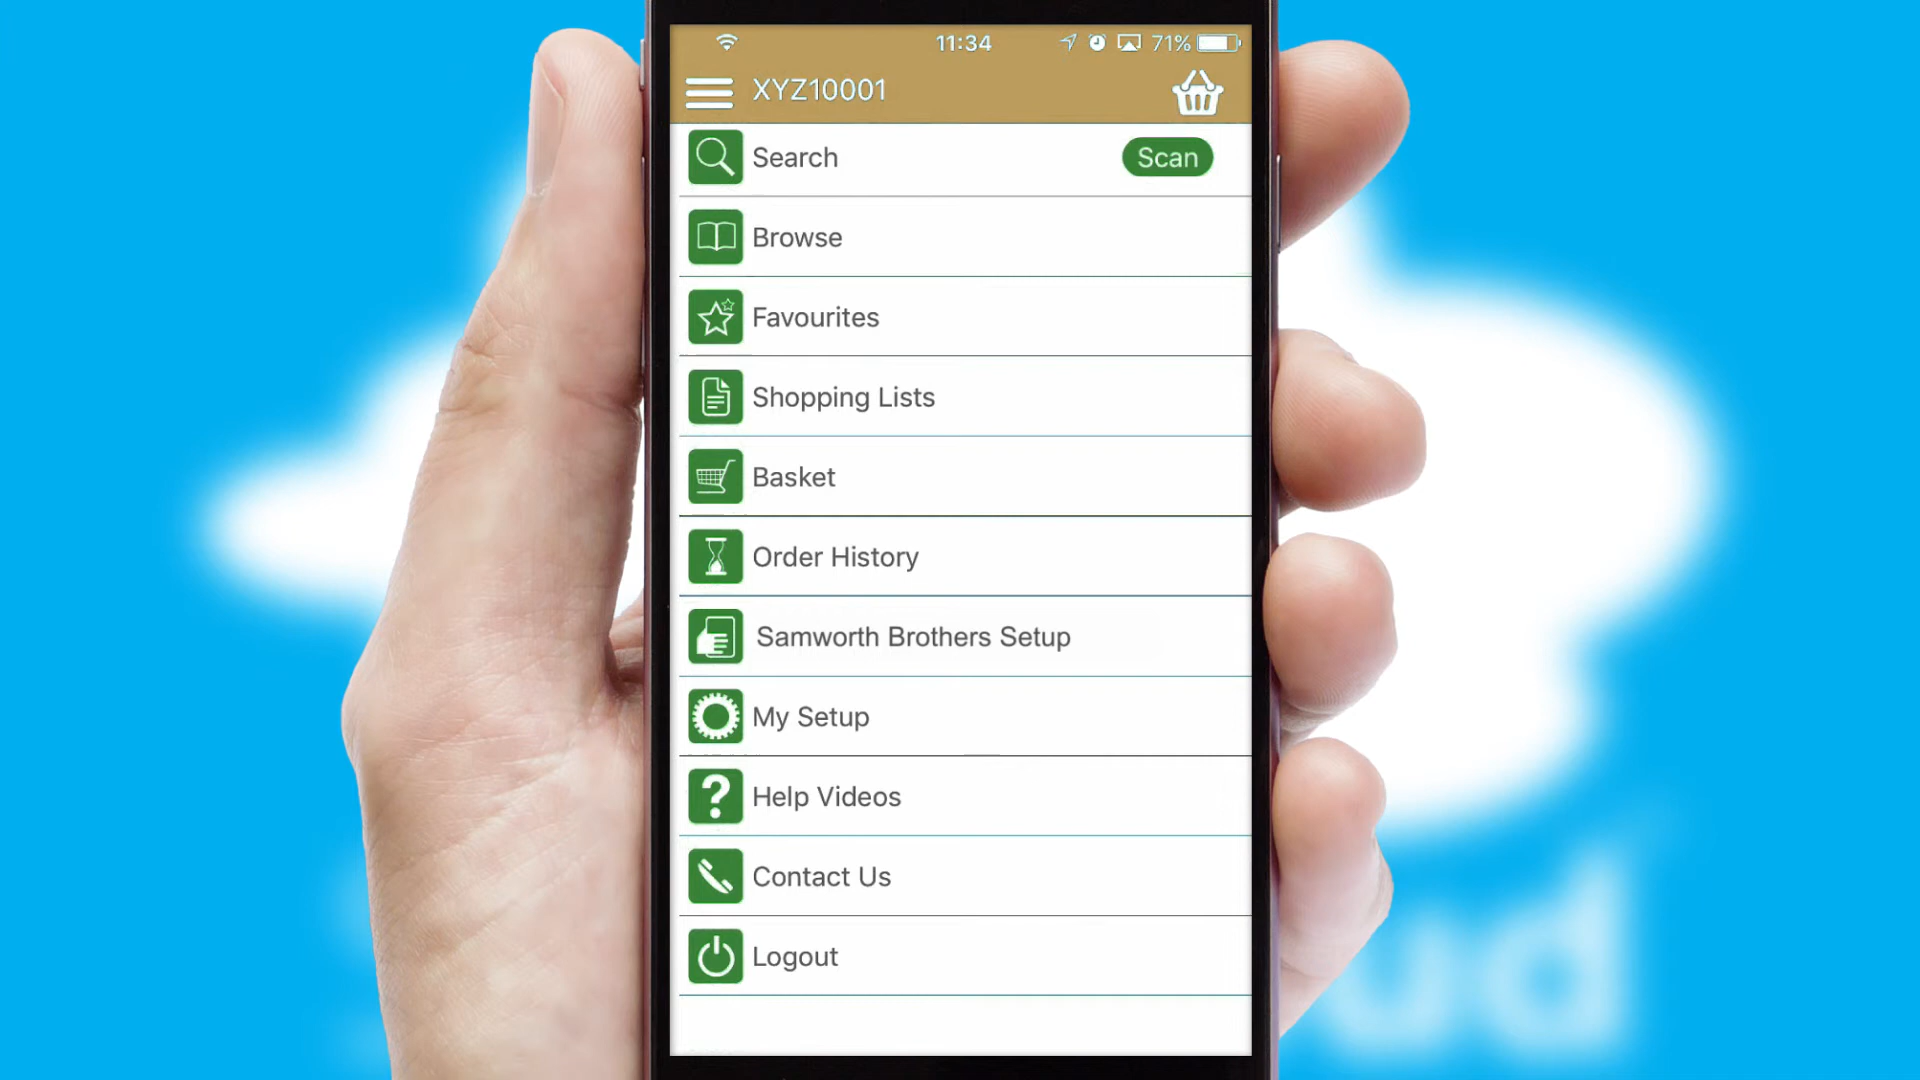 11:34 71%
XYZ10001
Search Scan
Browse
Favourites
Shopping Lists
Basket
Order History
Samworth Brothers Setup
My Setup
Help Videos
Contact Us
Logout
ud